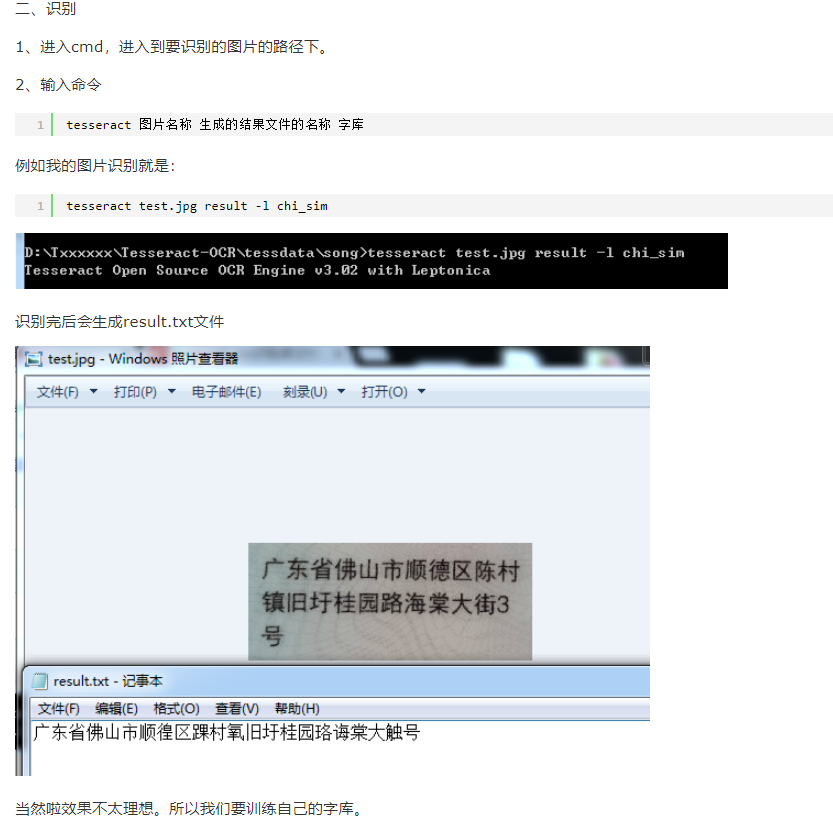 二、识别
1、进入cmd，进入到要识别的图片的路径下。
2、输入命令
1 tesseract 图片名称 生成的结果文件的名称 字库
例如我的图片识别就是：
1 tesseract test.jpg result -l chi_sim
D:\Txxxxxx\Tesseract-OCR\tessdata\song>tesseract test.jpg result -l chi_sim
Tesseract Open Source OCR Engine v3.02 with Leptonica
识别完后会生成result.txt文件
test.jpg - Windows 照片查看器
文件(F) 打印(P) 电子邮件(E) 刻录(U) 打开(O)
广东省佛山市顺德区陈村
镇旧圩桂园路海棠大街3
号
result.txt - 记事本
文件(F) 编辑(E) 格式(O) 查看(V) 帮助(H)
广东省佛山市顺徨区踝村氧旧圩桂园珞诲棠大触号
当然啦效果不太理想。所以我们要训练自己的字库。